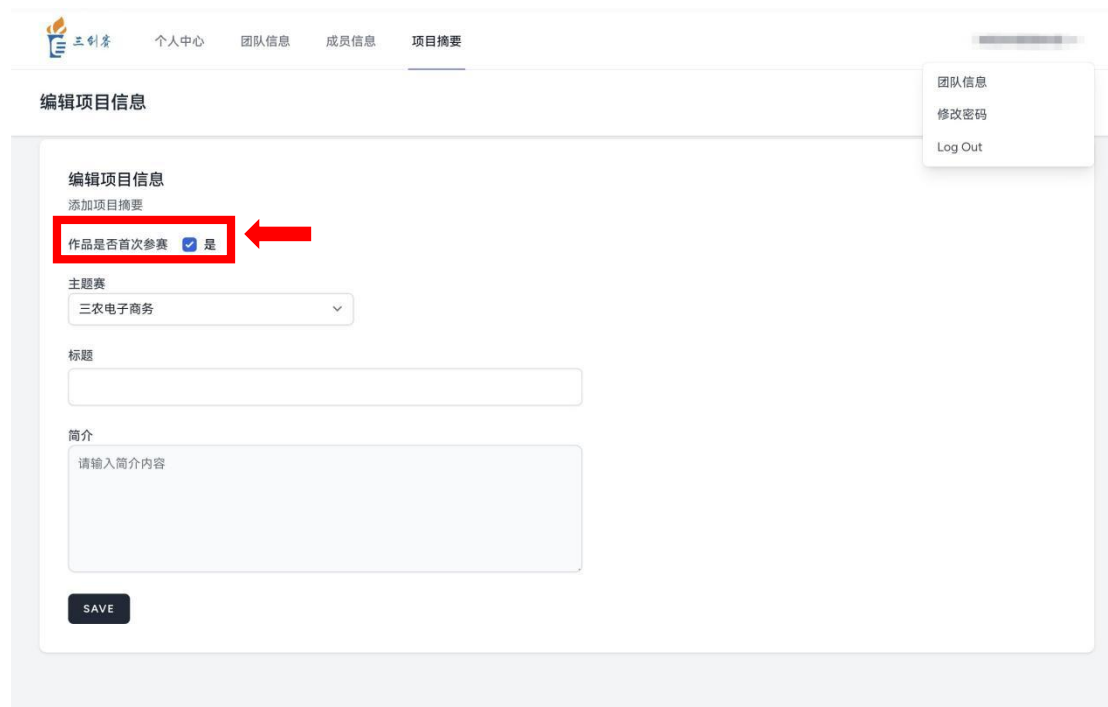 三创赛 个人中心 团队信息 成员信息 项目摘要
团队信息
修改密码
Log Out
编辑项目信息
编辑项目信息
添加项目摘要
作品是否首次参赛 是
主题赛
三农电子商务
标题
简介
请输入简介内容
SAVE